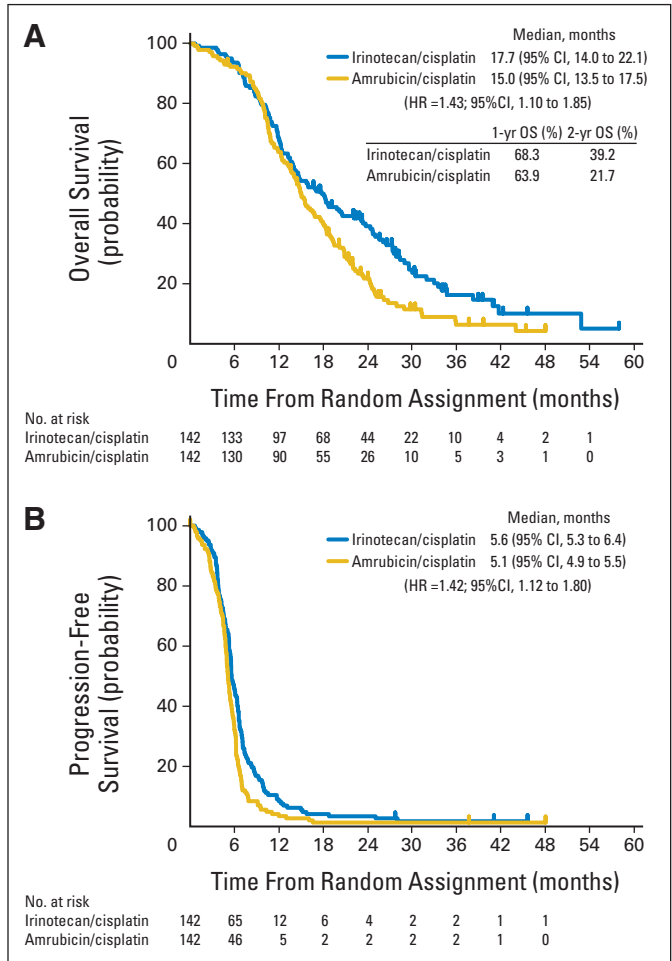 A
Median, months
Irinotecan/cisplatin 17.7 (95% CI, 14.0 to 22.1)
Amrubicin/cisplatin 15.0 (95% CI, 13.5 to 17.5)
(HR =1.43; 95%CI, 1.10 to 1.85)
1-yr OS (%) 2-yr OS (%)
Irinotecan/cisplatin 68.3 39.2
Amrubicin/cisplatin 63.9 21.7
Overall Survival
(probability)
100
80
60
40
20
0 6 12 18 24 30 36 42 48 54 60
Time From Random Assignment (months)
No. at risk
Irinotecan/cisplatin 142 133 97 68 44 22 10 4 2 1
Amrubicin/cisplatin 142 130 90 55 26 10 5 3 1 0
B
Median, months
Irinotecan/cisplatin 5.6 (95% CI, 5.3 to 6.4)
Amrubicin/cisplatin 5.1 (95% CI, 4.9 to 5.5)
(HR =1.42; 95%CI, 1.12 to 1.80)
Progression-Free
Survival (probability)
100
80
60
40
20
0 6 12 18 24 30 36 42 48 54 60
Time From Random Assignment (months)
No. at risk
Irinotecan/cisplatin 142 65 12 6 4 2 2 1 1
Amrubicin/cisplatin 142 46 5 2 2 2 2 1 0